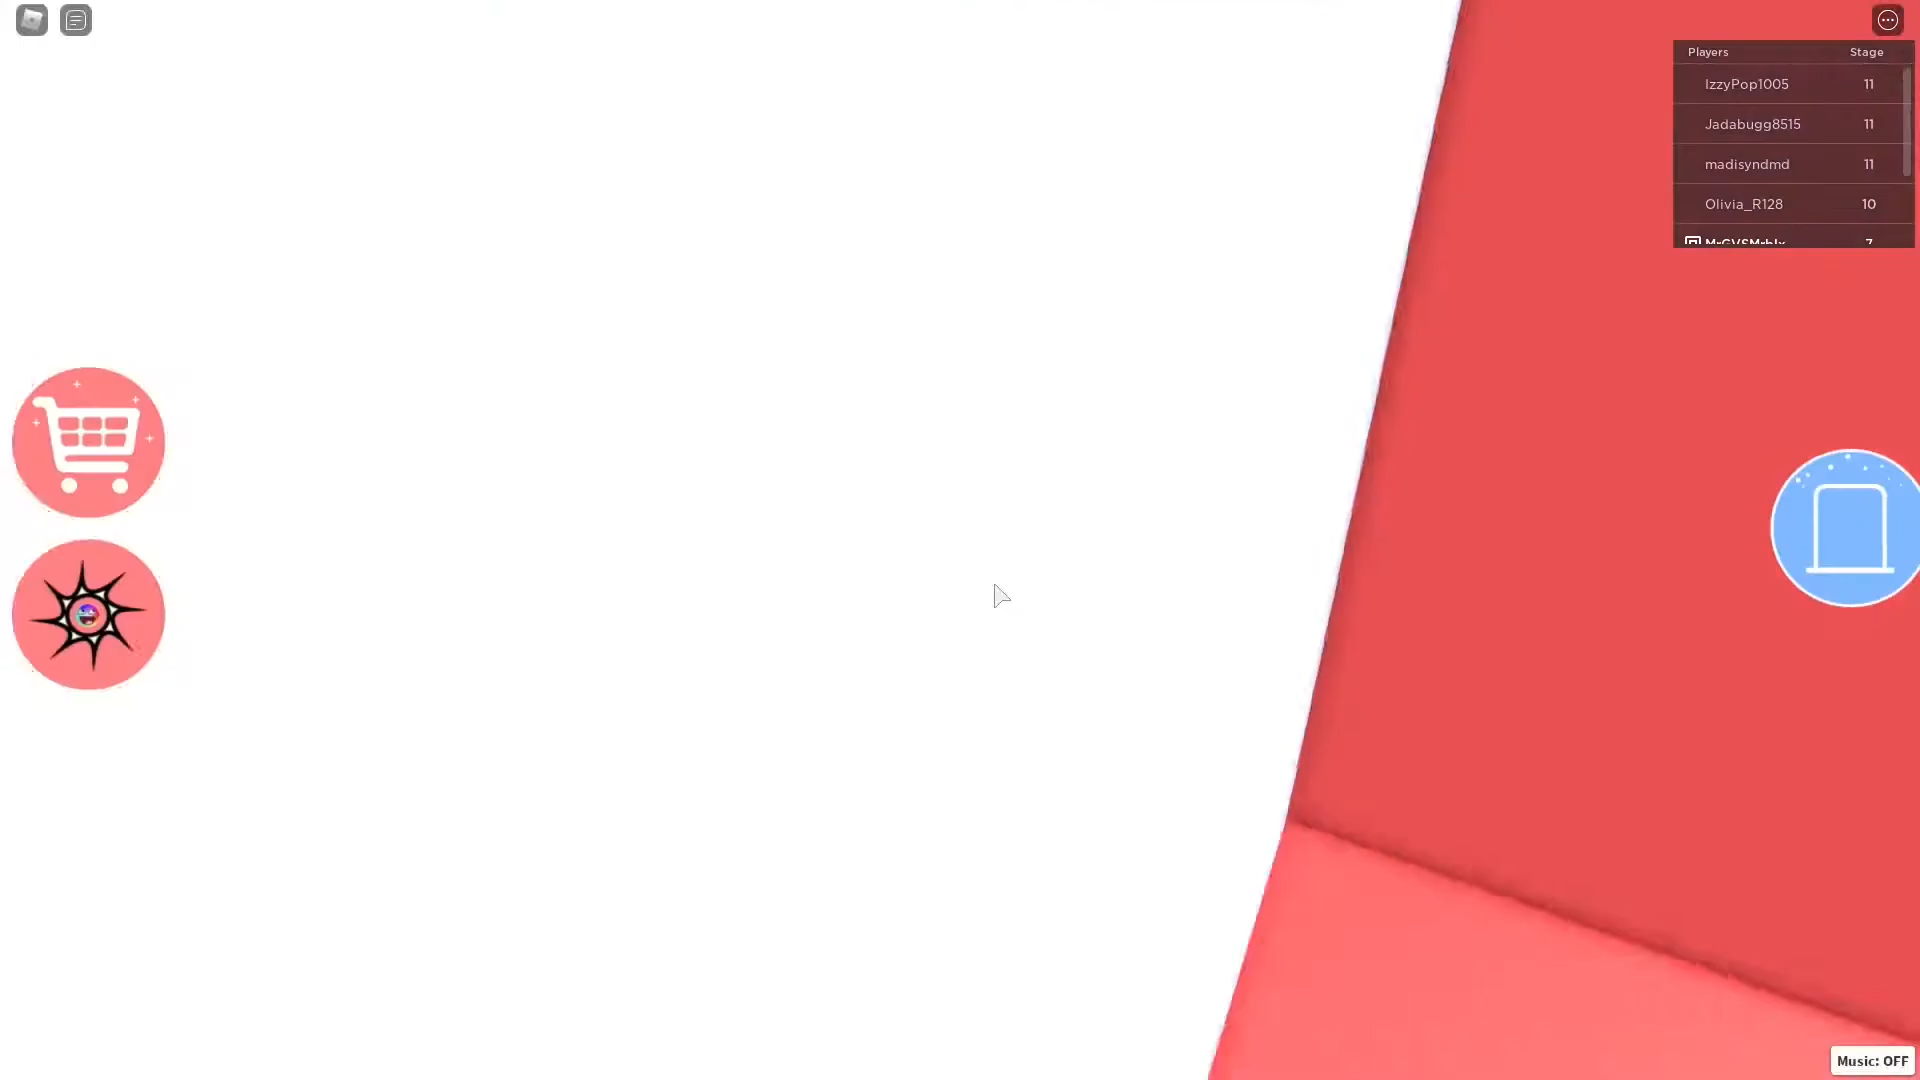 Players Stage
IzzyPop1005 11
Jadabugg8515 11
madisyndmd 11
Olivia_R128 10
Music: OFF